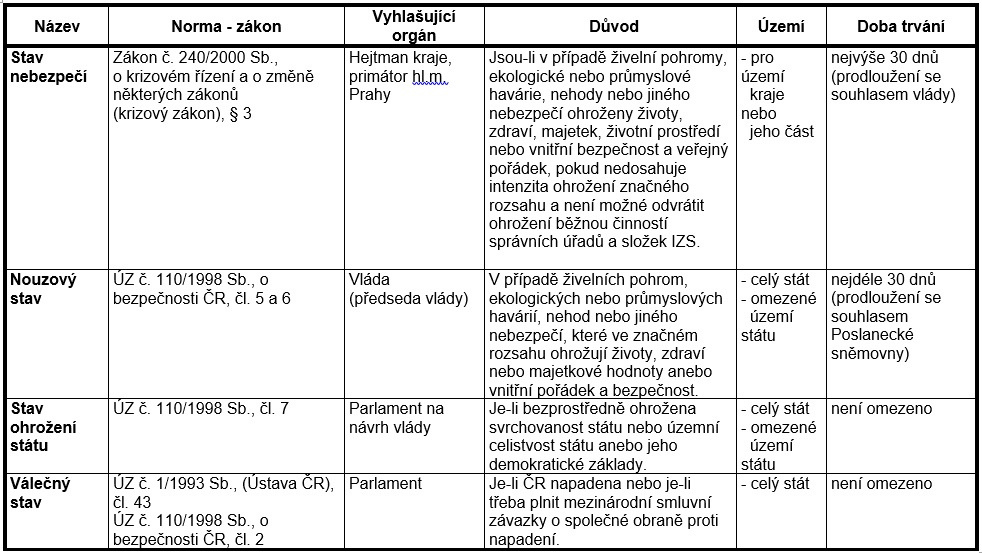 Název
Norma - zákon
Vyhlašující
orgán
Důvod
Území
Doba trvání
Stav
nebezpečí
Zákon č. 240/2000 Sb.,
o krizovém řízení a o změně
některých zákonů
(krizový zákon), § 3
Hejtman kraje,
primátor hl.m.
Prahy
Jsou-li v případě živelní pohromy,
ekologické nebo průmyslové
havárie, nehody nebo jiného
nebezpečí ohroženy životy,
zdraví, majetek, životní prostředí
nebo vnitřní bezpečnost a veřejný
pořádek, pokud nedosahuje
intenzita ohrožení značného
rozsahu a není možné odvrátit
ohrožení běžnou činností
správních úřadů a složek IZS.
- pro
území
kraje
nebo
jeho část
nejvýše 30 dnů
(prodloužení se
souhlasem vlády)
Nouzový
stav
ÚZ č. 110/1998 Sb., o
bezpečnosti ČR, čl. 5 a 6
Vláda
(předseda vlády)
V případě živelních pohrom,
ekologických nebo průmyslových
havárií, nehod nebo jiného
nebezpečí, které ve značném
rozsahu ohrožují životy, zdraví
nebo majetkové hodnoty anebo
vnitřní pořádek a bezpečnost.
- celý stát
- omezené
území
státu
nejdéle 30 dnů
(prodloužení se
souhlasem
Poslanecké
sněmovny)
Stav
ohrožení
státu
ÚZ č. 110/1998 Sb., čl. 7
Parlament na
návrh vlády
Je-li bezprostředně ohrožena
svrchovanost státu nebo územní
celistvost státu anebo jeho
demokratické základy.
- celý stát
- omezené
území
státu
není omezeno
Válečný
stav
ÚZ č. 1/1993 Sb., (Ústava ČR),
čl. 43
ÚZ č. 110/1998 Sb., o
bezpečnosti ČR, čl. 2
Parlament
Je-li ČR napadena nebo je-li
třeba plnit mezinárodní smluvní
závazky o společné obraně proti
napadení.
- celý stát
není omezeno